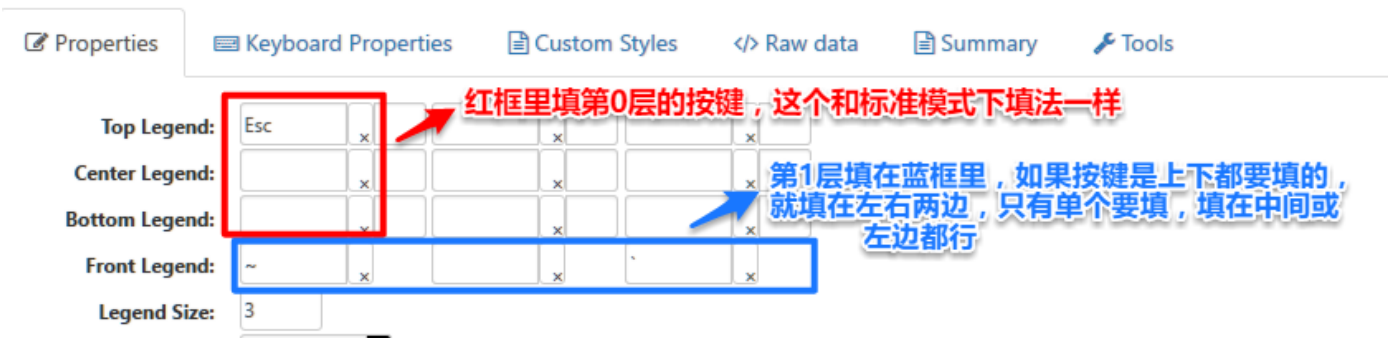 Properties Keyboard Properties Custom Styles </> Raw data Summary Tools
红框里填第0层的按键，这个和标准模式下填法一样
Top Legend: Esc × × ×
Center Legend: × × ×
第1层填在蓝框里，如果按键是上下都要填的，
就填在左右两边，只有单个要填，填在中间或
左边都行
Bottom Legend: × × ×
Front Legend: ~ × × ` ×
Legend Size: 3